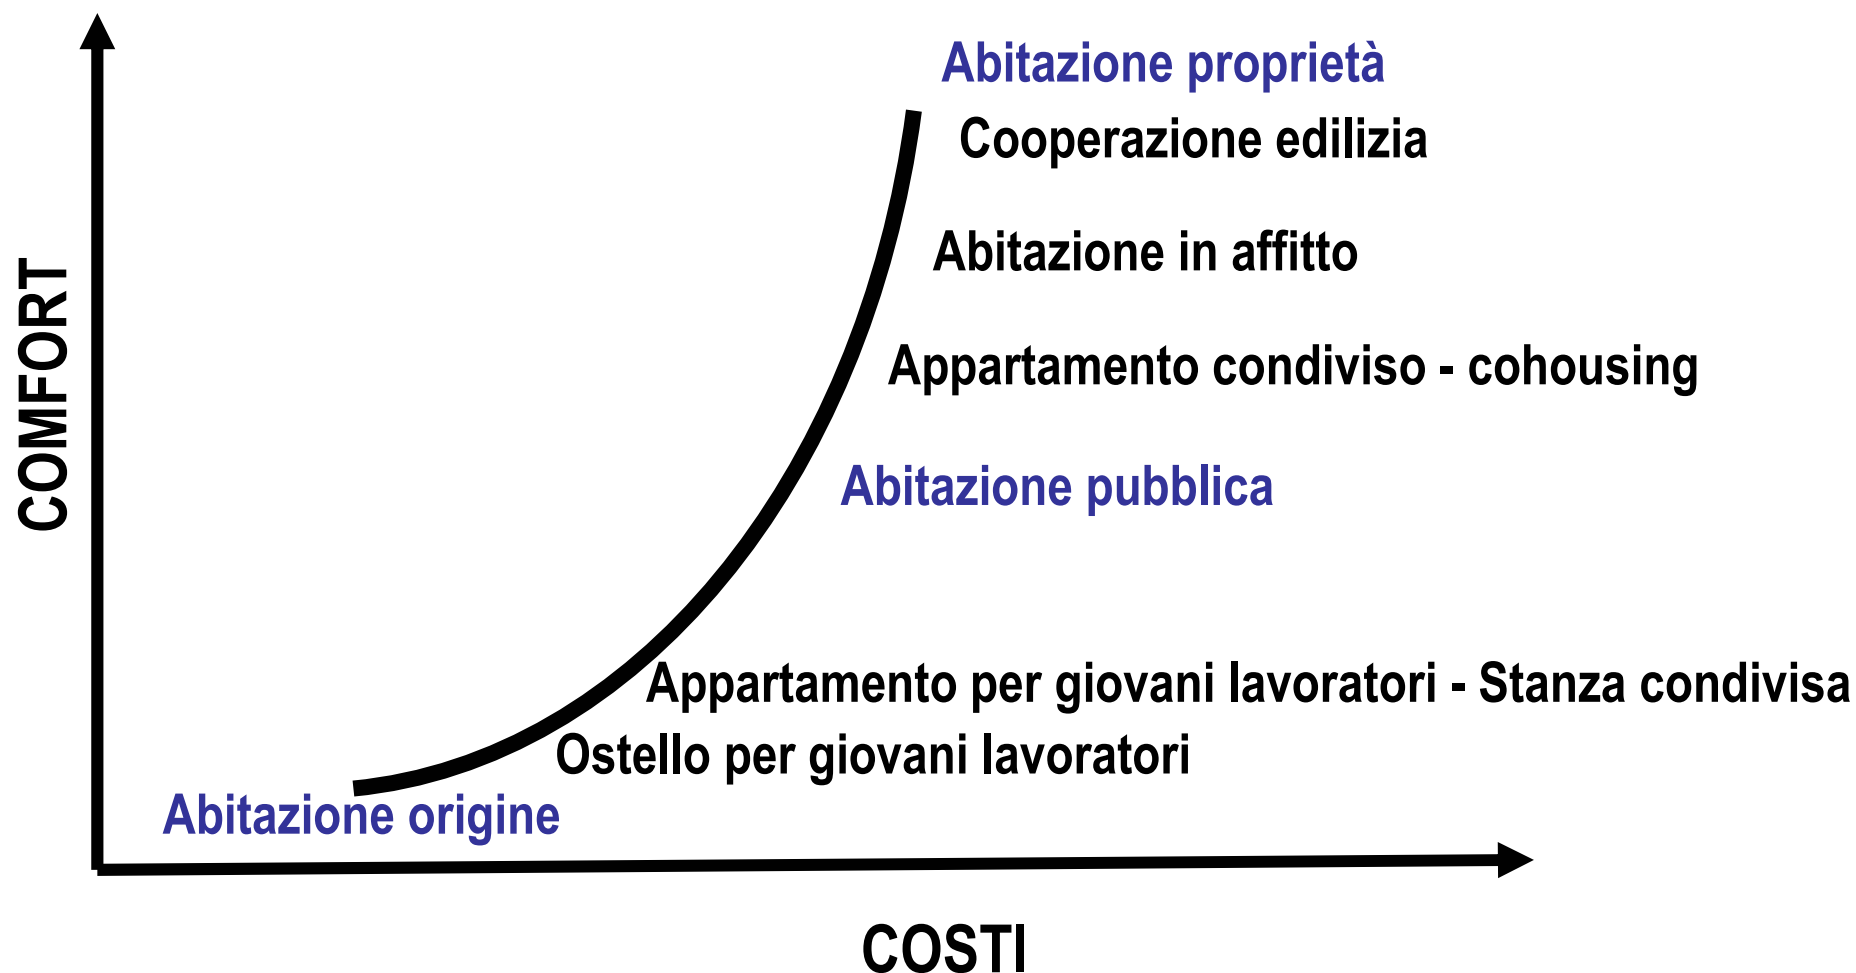 Abitazione proprietà
Cooperazione edilizia
Abitazione in affitto
Appartamento condiviso - cohousing
Abitazione pubblica
Appartamento per giovani lavoratori - Stanza condivisa
Ostello per giovani lavoratori
Abitazione origine
COMFORT
COSTI